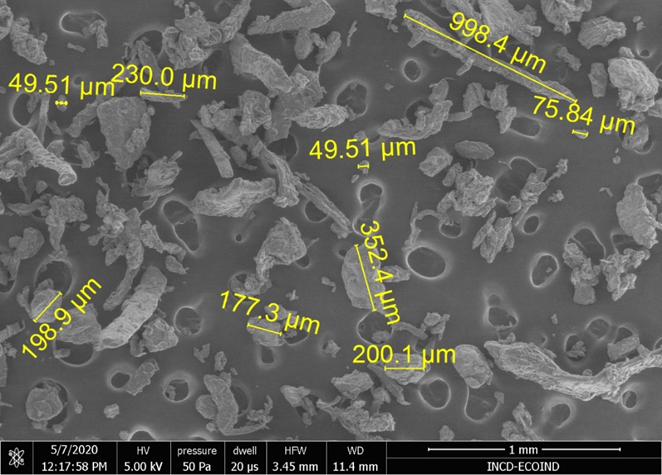 998.4 µm
230.0 µm
49.51 µm
75.84 µm
49.51 µm
352.4 µm
198.9 µm
177.3 µm
200.1 µm
5/7/2020 HV pressure dwell HFW WD 1 mm
12:17:58 PM 5.00 kV 50 Pa 20 µs 3.45 mm 11.4 mm INCD-ECOIND